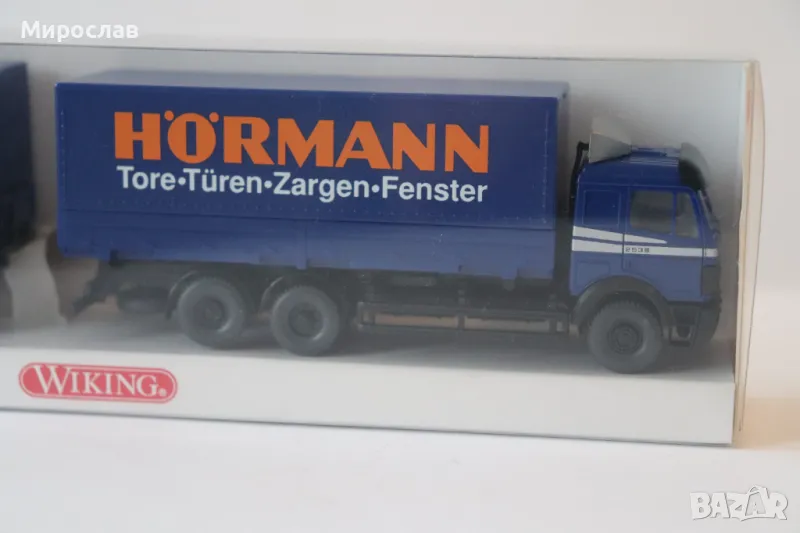 Мирослав
HÖRMANN
Tore•Türen•Zargen•Fenster
2538
WIKING®
BAZAR